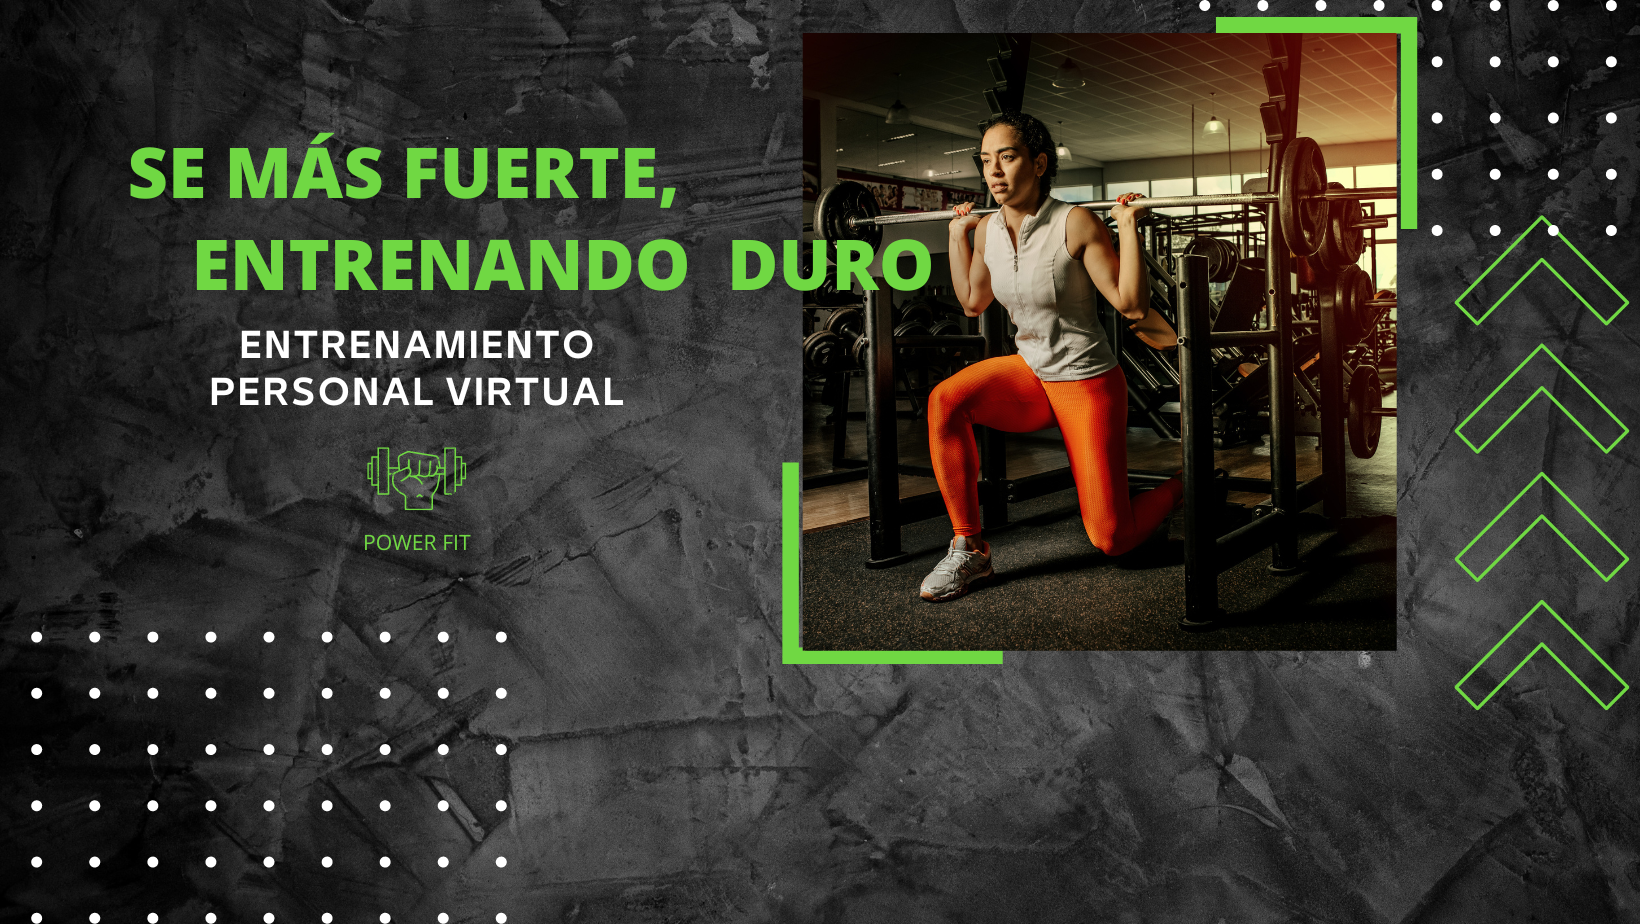 SE MÁS FUERTE,
ENTRENANDO DURO
ENTRENAMIENTO
PERSONAL VIRTUAL
POWER FIT